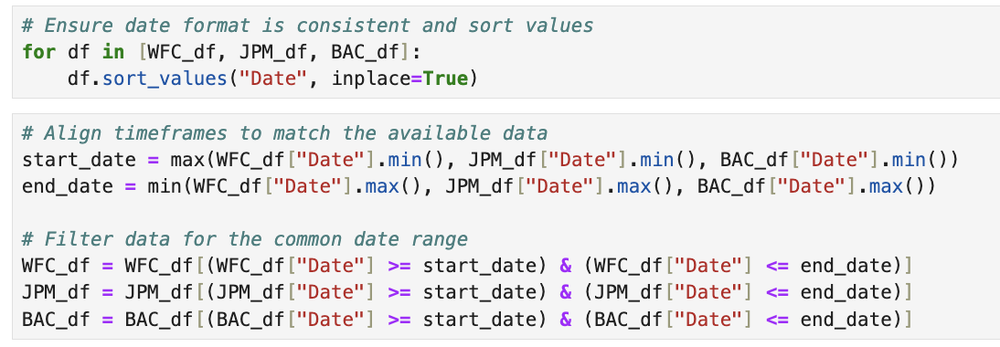 # Ensure date format is consistent and sort values
for df in [WFC_df, JPM_df, BAC_df]:
    df.sort_values("Date", inplace=True)
# Align timeframes to match the available data
start_date = max(WFC_df["Date"].min(), JPM_df["Date"].min(), BAC_df["Date"].min())
end_date = min(WFC_df["Date"].max(), JPM_df["Date"].max(), BAC_df["Date"].max())
# Filter data for the common date range
WFC_df = WFC_df[(WFC_df["Date"] >= start_date) & (WFC_df["Date"] <= end_date)]
JPM_df = JPM_df[(JPM_df["Date"] >= start_date) & (JPM_df["Date"] <= end_date)]
BAC_df = BAC_df[(BAC_df["Date"] >= start_date) & (BAC_df["Date"] <= end_date)]